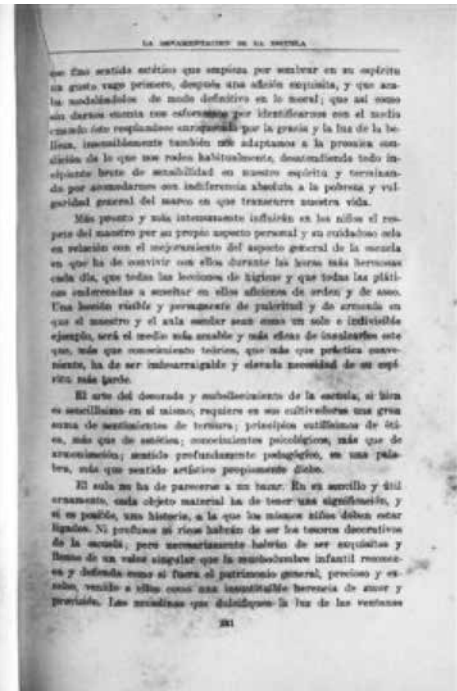 LA ORNAMENTACION DE LA ESCUELA
ese fino sentido estético que empieza por sembrar en su espíritu
un gusto vago primero, después una afición exquisita, y que aca-
ba modelándolos de modo definitivo en lo moral; que así como
sin darnos cuenta nos esforzamos por identificarnos con el medio
cuando éste resplandece enriquecido por la gracia y la luz de la be-
lleza, insensiblemente también nos adaptamos a la prosaica con-
dición de lo que nos rodea habitualmente, desatendiendo todo in-
cipiente brote de sensibilidad en nuestro espíritu y terminan-
do por acomodarnos con indiferencia absoluta a la pobreza y vul-
garidad general del marco en que transcurre nuestra vida.
Más pronto y más intensamente influirán en los niños el res-
peto del maestro por su propio aspecto personal y su cuidadoso celo
en relación con el mejoramiento del aspecto general de la escuela
en que ha de convivir con ellos durante las horas más hermosas
cada día, que todas las lecciones de higiene y que todas las pláti-
cas enderezadas a suscitar en ellos aficiones de orden y de aseo.
Una lección visible y permanente de pulcritud y de armonía en
que el maestro y el aula escolar sean como un solo e indivisible
ejemplo, será el medio más amable y más eficaz de inculcarles este
que, más que conocimiento teórico, que más que práctica conve-
niente, ha de ser indesarraigable y elevada necesidad de su espí-
ritu más tarde.
El arte del decorado y embellecimiento de la escuela, si bien
es sencillísimo en sí mismo, requiere en sus cultivadores una gran
suma de sentimientos de ternura; principios sutilísimos de éti-
ca, más que de estética; conocimientos psicológicos, más que de
armonización; sentido profundamente pedagógico, en una pala-
bra, más que sentido artístico propiamente dicho.
El aula no ha de parecerse a un bazar. En su sencillo y útil
ornamento, cada objeto material ha de tener una significación, y
si es posible, una historia, a la que los mismos niños deben estar
ligados. Ni profusos ni ricos habrán de ser los tesoros decorativos
de la escuela; pero necesariamente habrán de ser exquisitos y
llenos de un valor singular que la muchedumbre infantil reconoz-
ca y defienda como si fuera el patrimonio general, precioso y ex-
celso, venido a ellos como una insustituible herencia de amor y
previsión. Las muselinas que dulcifiquen la luz de las ventanas